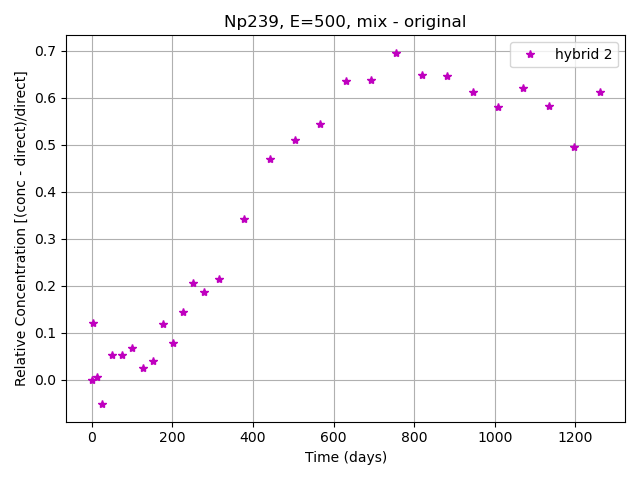 Np239, E=500, mix - original
hybrid 2
Relative Concentration [(conc - direct)/direct]
0.7
0.6
0.5
0.4
0.3
0.2
0.1
0.0
0 200 400 600 800 1000 1200
Time (days)